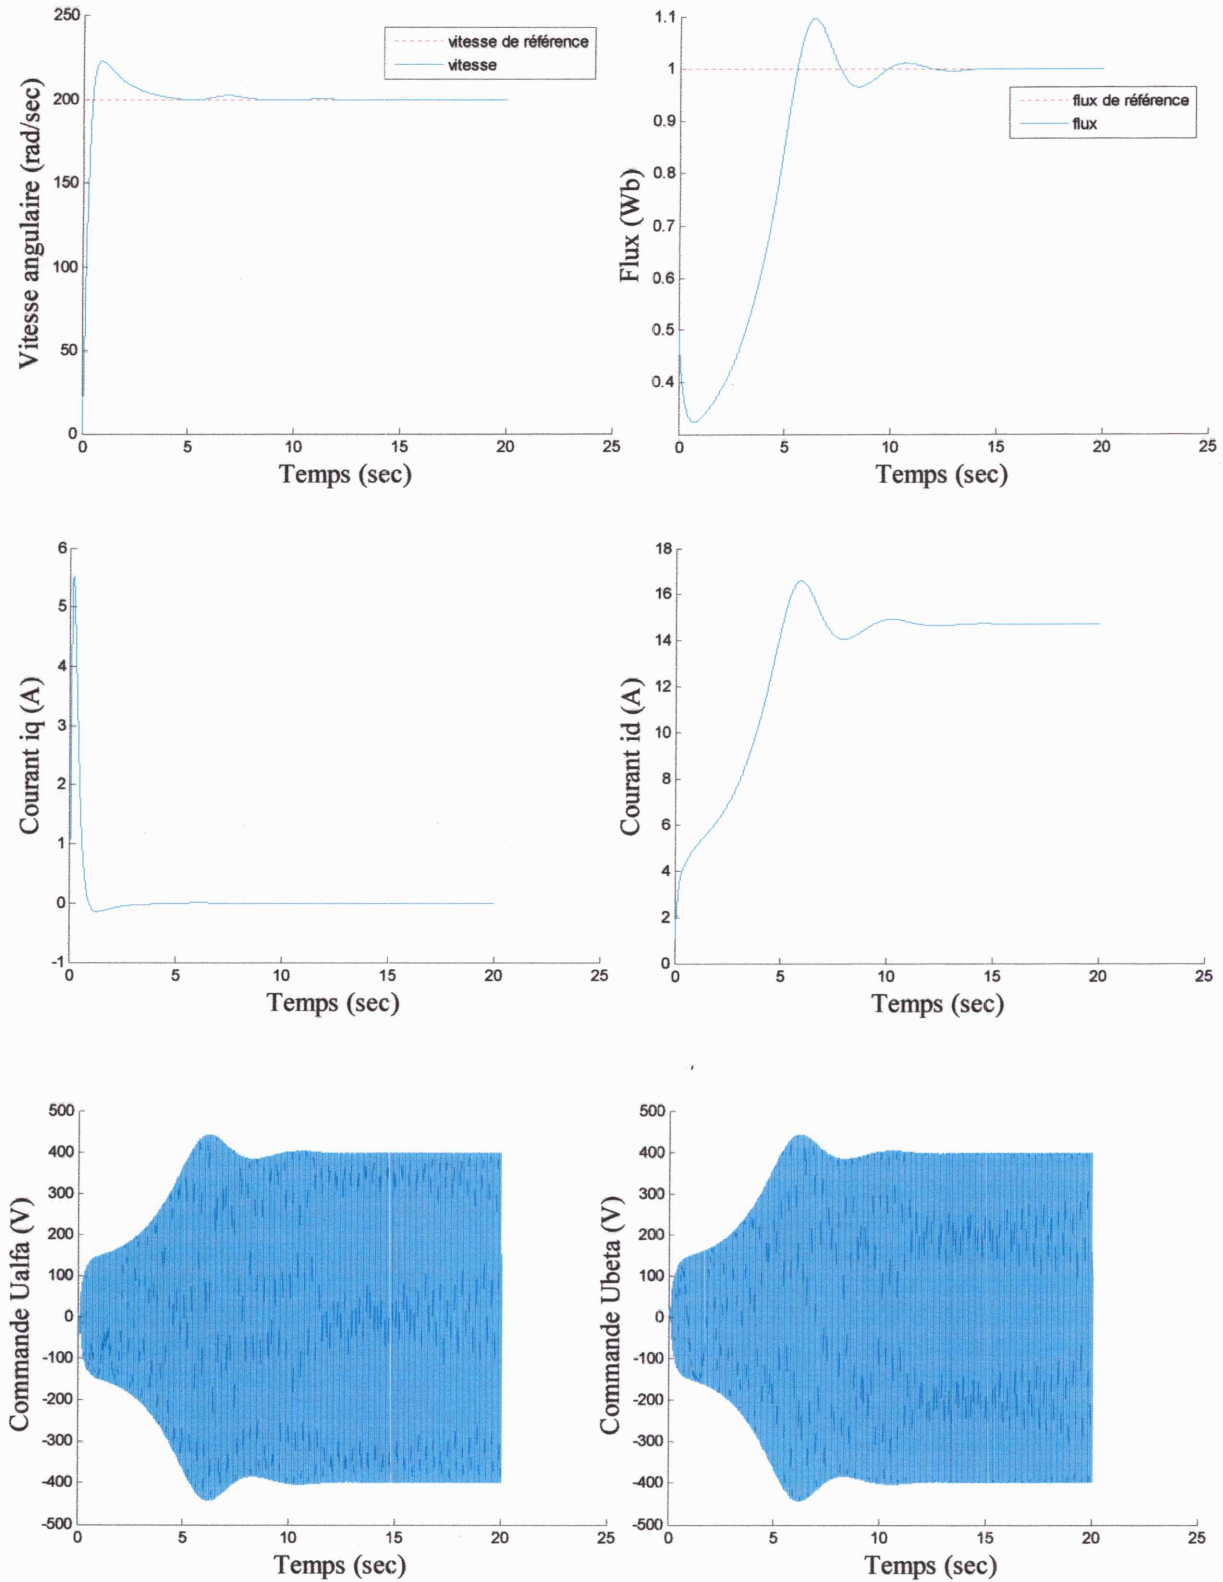 250
200
150
100
50
0
Vitesse angulaire (rad/sec)
vitesse de référence
vitesse
0 5 10 15 20 25
Temps (sec)
1.1
1
0.9
0.8
0.7
0.6
0.5
0.4
Flux (Wb)
flux de référence
flux
0 5 10 15 20 25
Temps (sec)
6
5
4
3
2
1
0
-1
Courant iq (A)
0 5 10 15 20 25
Temps (sec)
18
16
14
12
10
8
6
4
2
0
Courant id (A)
0 5 10 15 20 25
Temps (sec)
500
400
300
200
100
0
-100
-200
-300
-400
-500
Commande Ualfa (V)
0 5 10 15 20 25
Temps (sec)
500
400
300
200
100
0
-100
-200
-300
-400
-500
Commande Ubeta (V)
0 5 10 15 20 25
Temps (sec)